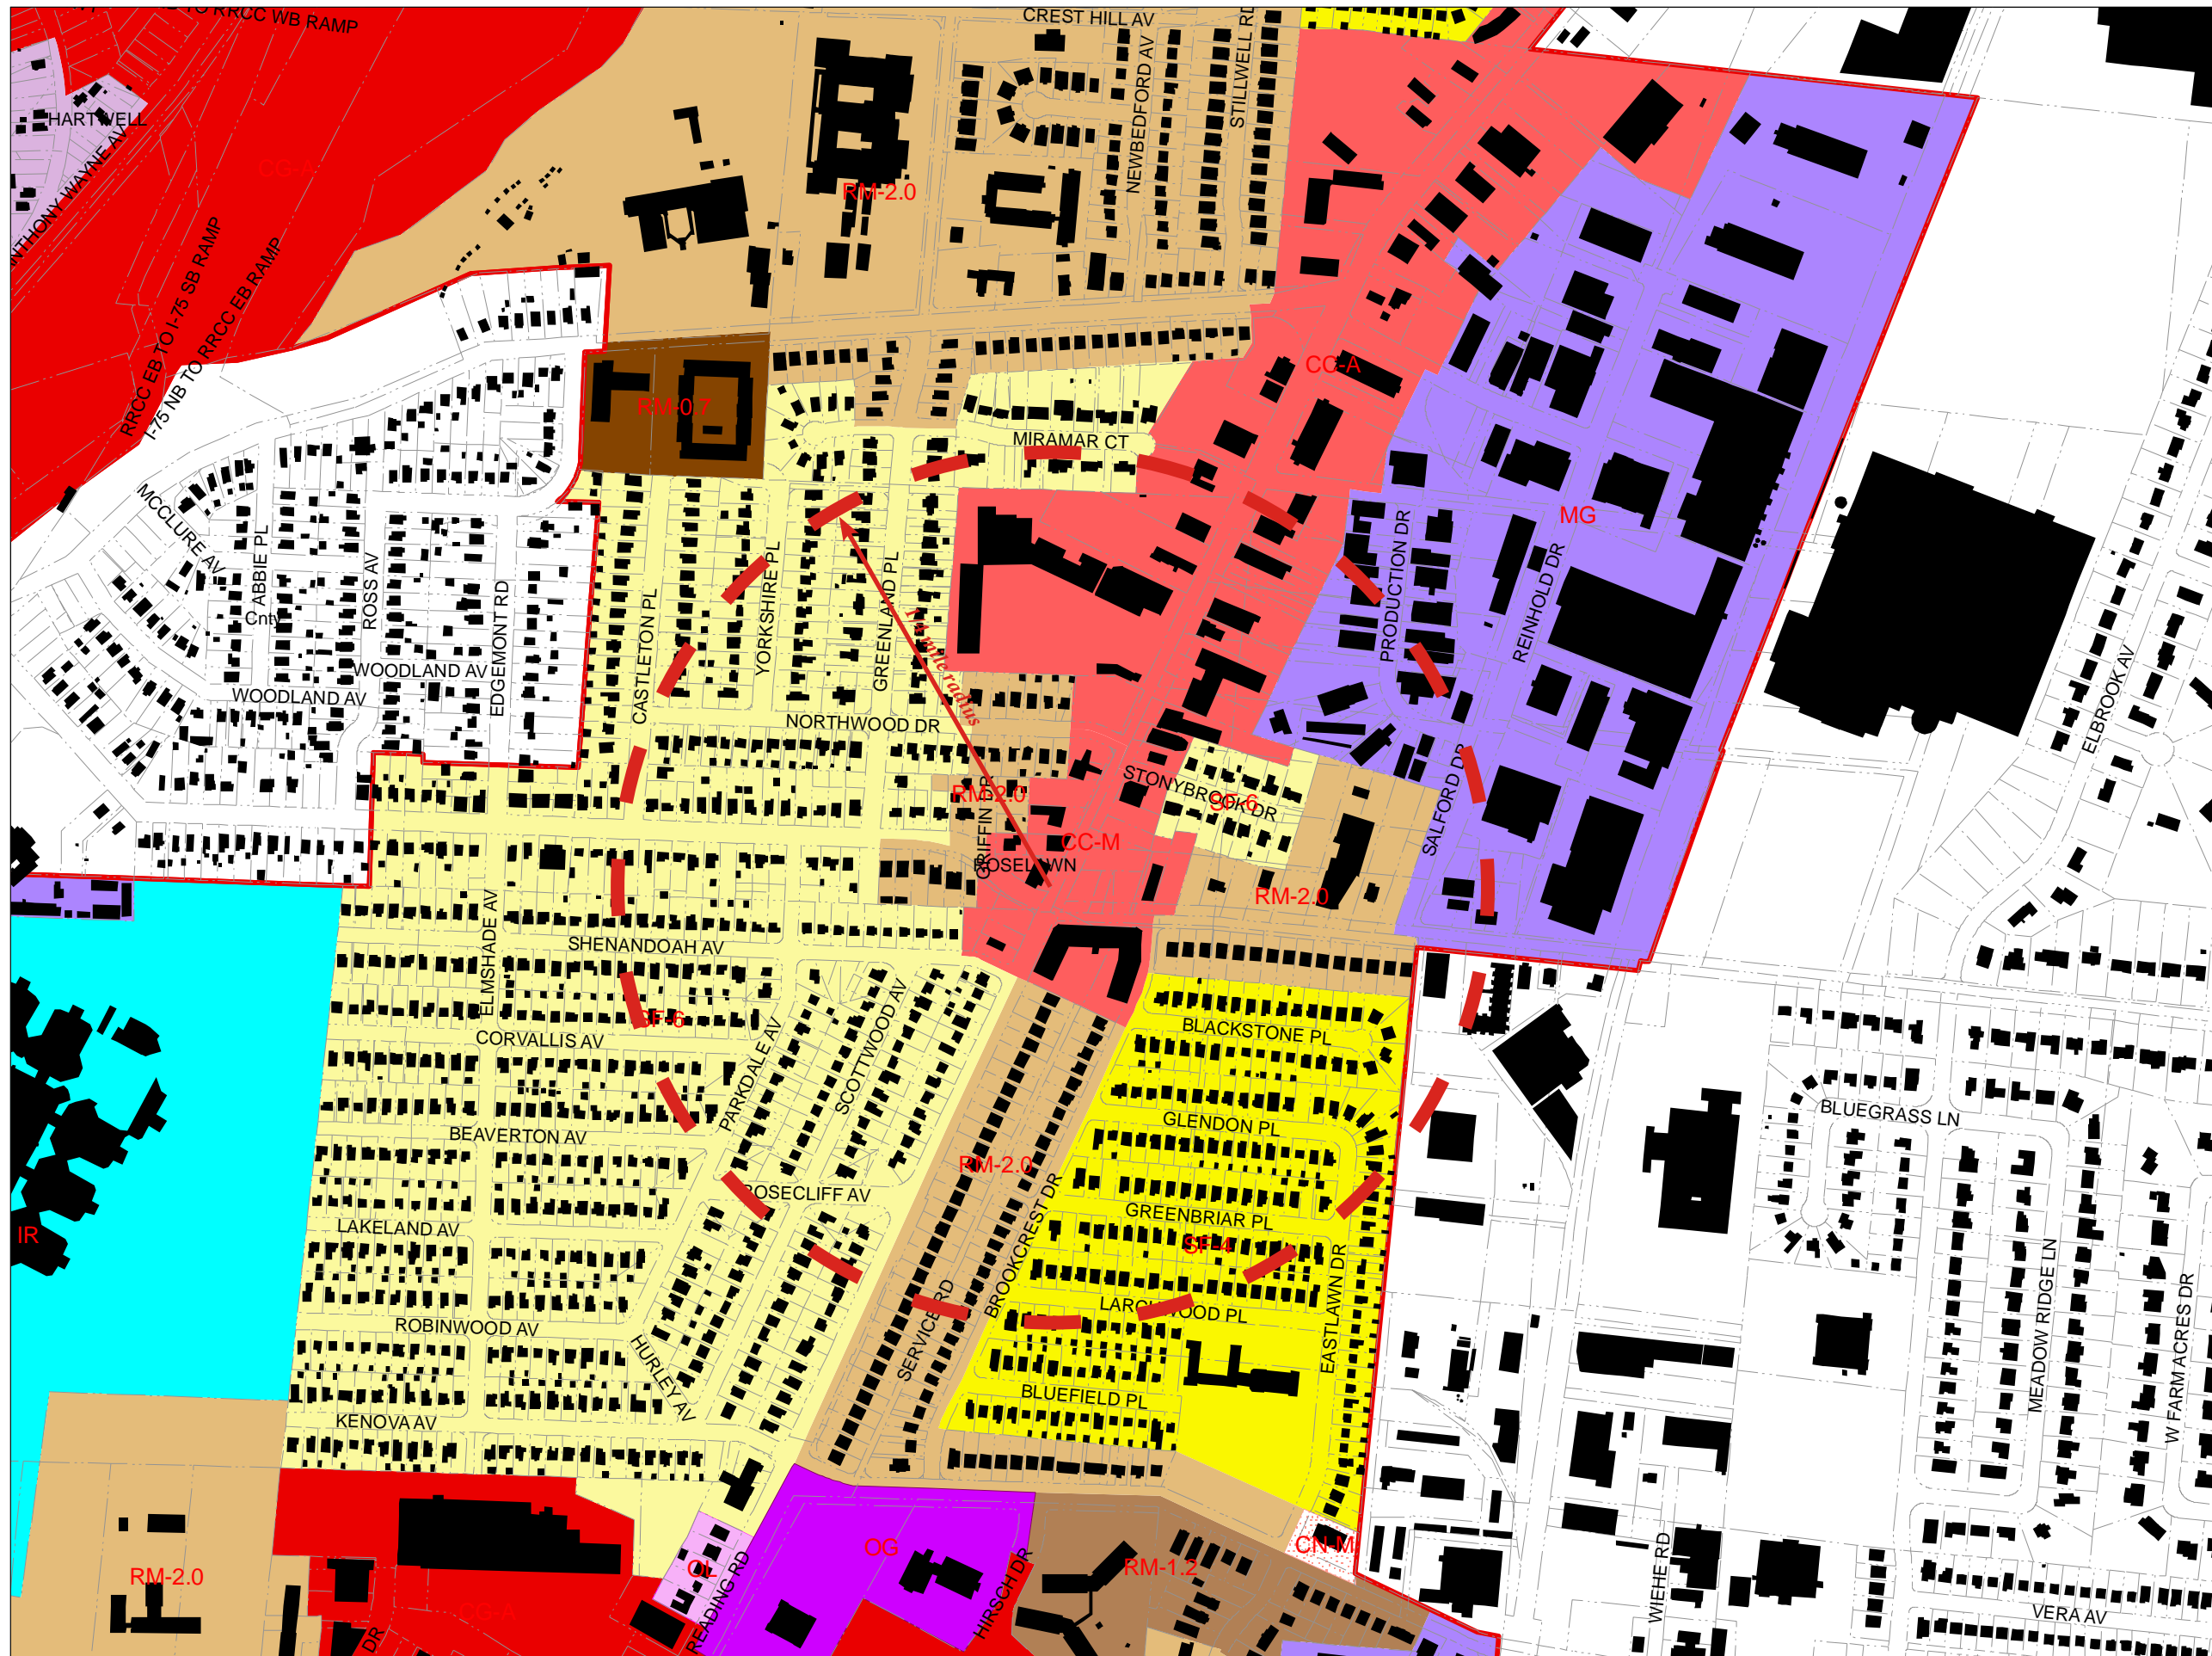 TO RRCC WB RAMP
CREST HILL AV
HARTWELL
ANTHONY WAYNE AV
CG-A
RM-2.0
NEWBEDFORD AV
STILLWELL RD
RRCC EB TO I-75 SB RAMP
I-75 NB TO RRCC EB RAMP
CC-A
RM-0.7
MIRAMAR CT
MCCLURE AV
ABBIE PL
Cnty
ROSS AV
EDGEMONT RD
CASTLETON PL
YORKSHIRE PL
GREENLAND PL
1/4 mile radius
PRODUCTION DR
REINHOLD DR
MG
WOODLAND AV
WOODLAND AV
NORTHWOOD DR
ELBROOK AV
RM-2.0
GRIFFIN DR
STONYBROOK DR
SF-6
SALFORD DR
CC-M
ROSELAWN
RM-2.0
ELMSHADE AV
SHENANDOAH AV
SF-6
CORVALLIS AV
PARKDALE AV
SCOTTWOOD AV
BLACKSTONE PL
BEAVERTON AV
GLENDON PL
BLUEGRASS LN
RM-2.0
ROSECLIFF AV
BROOKCREST DR
GREENBRIAR PL
SF-4
IR
LAKELAND AV
SERVICE RD
LARCHWOOD PL
EASTLAWN DR
MEADOW RIDGE LN
W FARM ACRES DR
ROBINWOOD AV
HURLEY AV
BLUEFIELD PL
KENOVA AV
RM-2.0
OL
READING RD
OG
HIRSCH DR
RM-1.2
CN-M
WIEHE RD
VERA AV
CG-A
DR